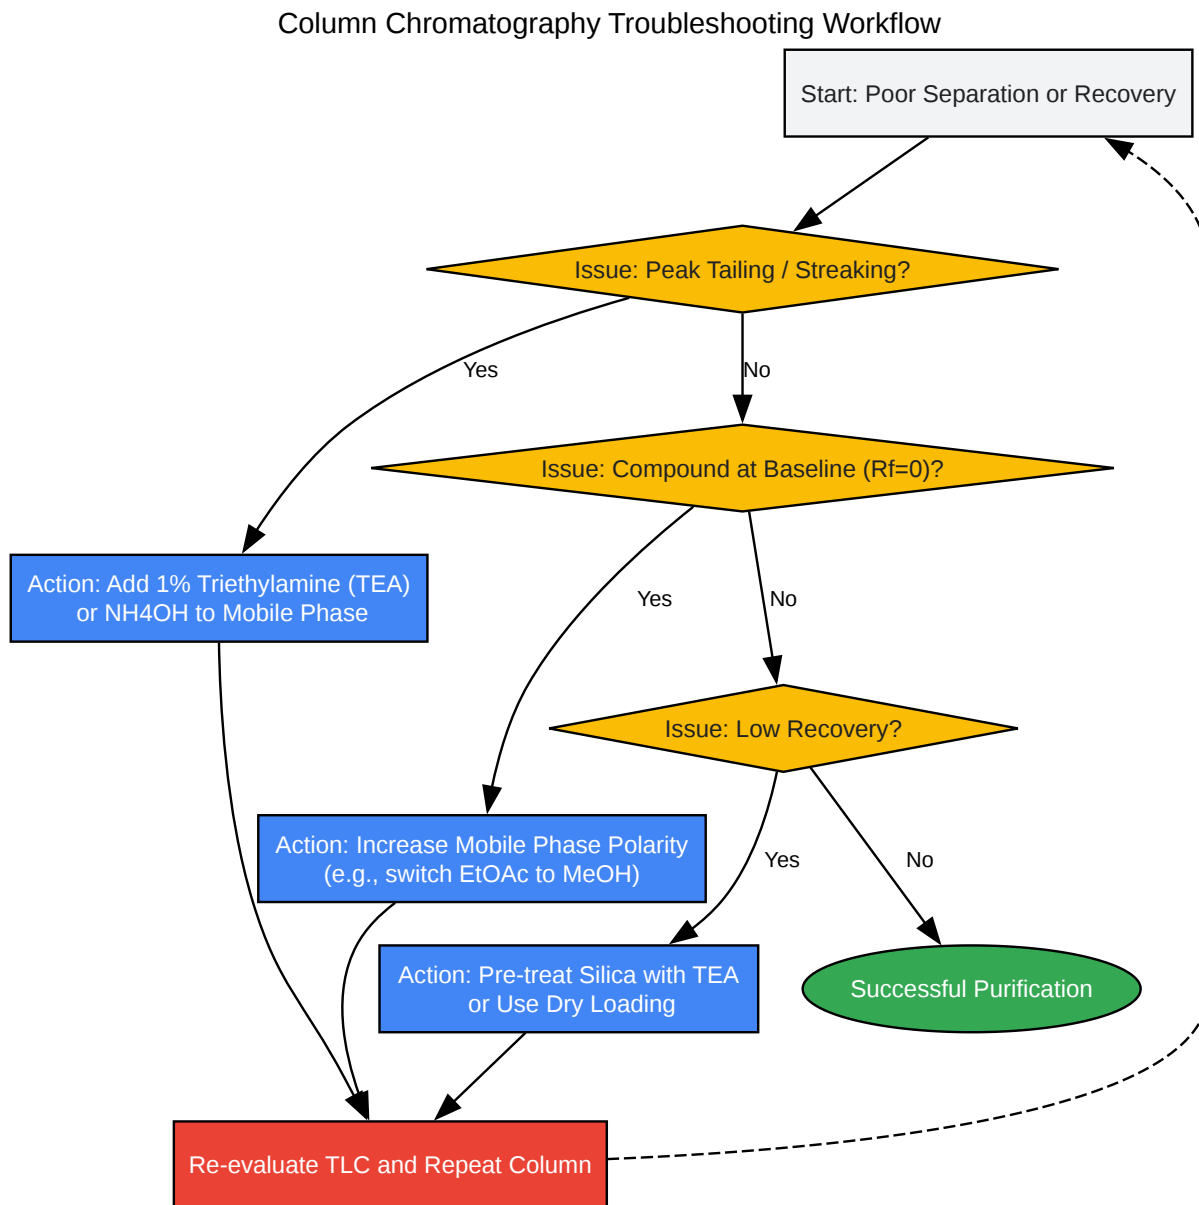 Column Chromatography Troubleshooting Workflow
Start: Poor Separation or Recovery
Issue: Peak Tailing / Streaking?
Yes
No
Issue: Compound at Baseline (Rf=0)?
Action: Add 1% Triethylamine (TEA)
or NH4OH to Mobile Phase
Yes
No
Issue: Low Recovery?
Action: Increase Mobile Phase Polarity
(e.g., switch EtOAc to MeOH)
Yes
No
Action: Pre-treat Silica with TEA
or Use Dry Loading
Successful Purification
Re-evaluate TLC and Repeat Column